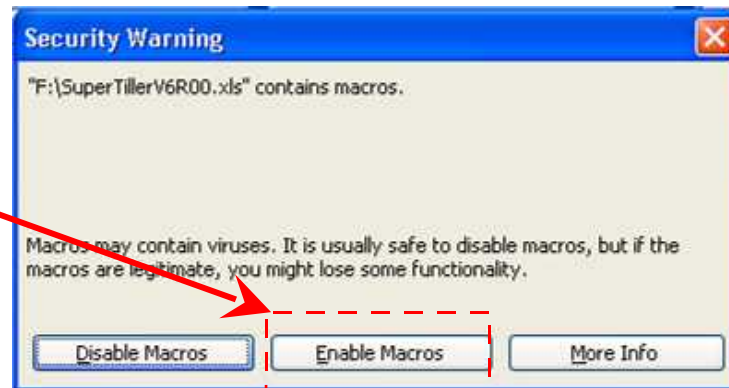 Security Warning
"F:\SuperTillerV6R00.xls" contains macros.
Macros may contain viruses. It is usually safe to disable macros, but if the
macros are legitimate, you might lose some functionality.
Disable Macros Enable Macros More Info